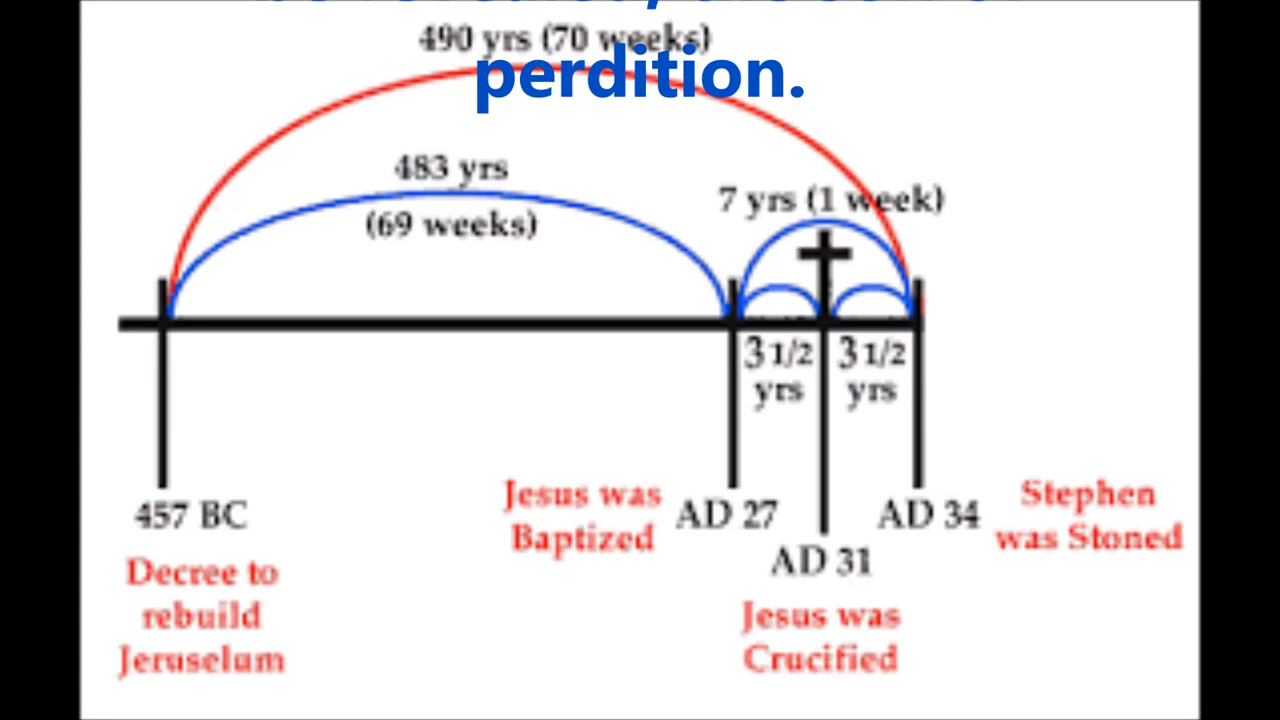 490 yrs (70 weeks)
perdition.
483 yrs
(69 weeks)
7 yrs (1 week)
3 1/2
yrs
3 1/2
yrs
457 BC
Decree to
rebuild
Jeruselum
Jesus was
Baptized
AD 27
AD 31
Jesus was
Crucified
AD 34
Stephen
was Stoned